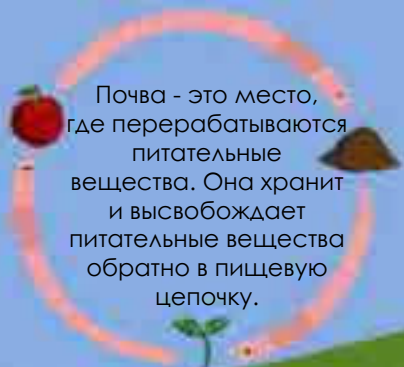 Почва - это место,
где перерабатываются
питательные
вещества. Она хранит
и высвобождает
питательные вещества
обратно в пищевую
цепочку.